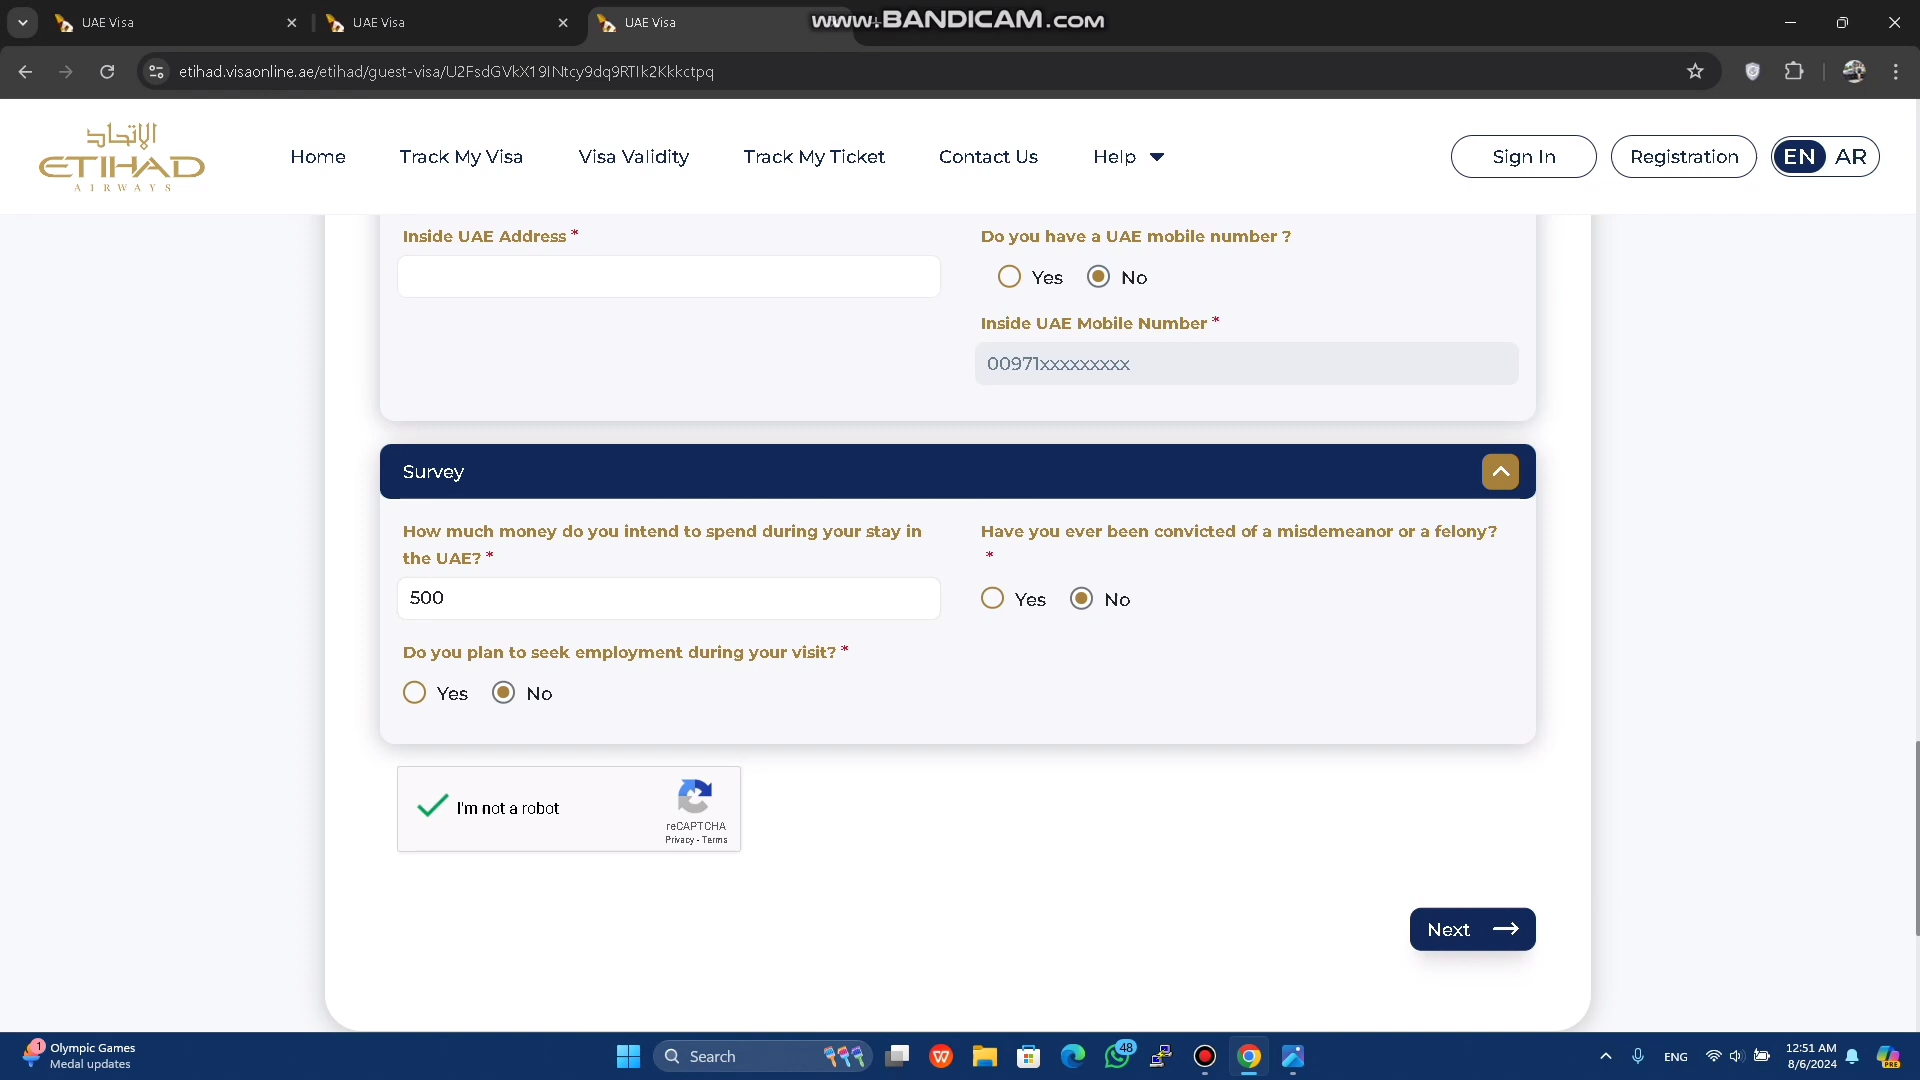 UAE Visa
UAE Visa
UAE Visa
www.BANDICAM.COM
etihad.visaonline.ae/etihad/guest-visa/U2FsdGVkX19INtcy9dq9RTIk2Kkkctpq
الإتحاد
ETIHAD
AIRWAYS
Home
Track My Visa
Visa Validity
Track My Ticket
Contact Us
Help
Sign In
Registration
EN AR
Inside UAE Address *
Do you have a UAE mobile number ?
Yes No
Inside UAE Mobile Number *
00971xxxxxxxxx
Survey
How much money do you intend to spend during your stay in
the UAE? *
500
Have you ever been convicted of a misdemeanor or a felony?
*
Yes No
Do you plan to seek employment during your visit? *
Yes No
I'm not a robot
reCAPTCHA
Privacy - Terms
Next
1
Olympic Games
Medal updates
Search
48
ENG
12:51 AM
8/6/2024
PRE